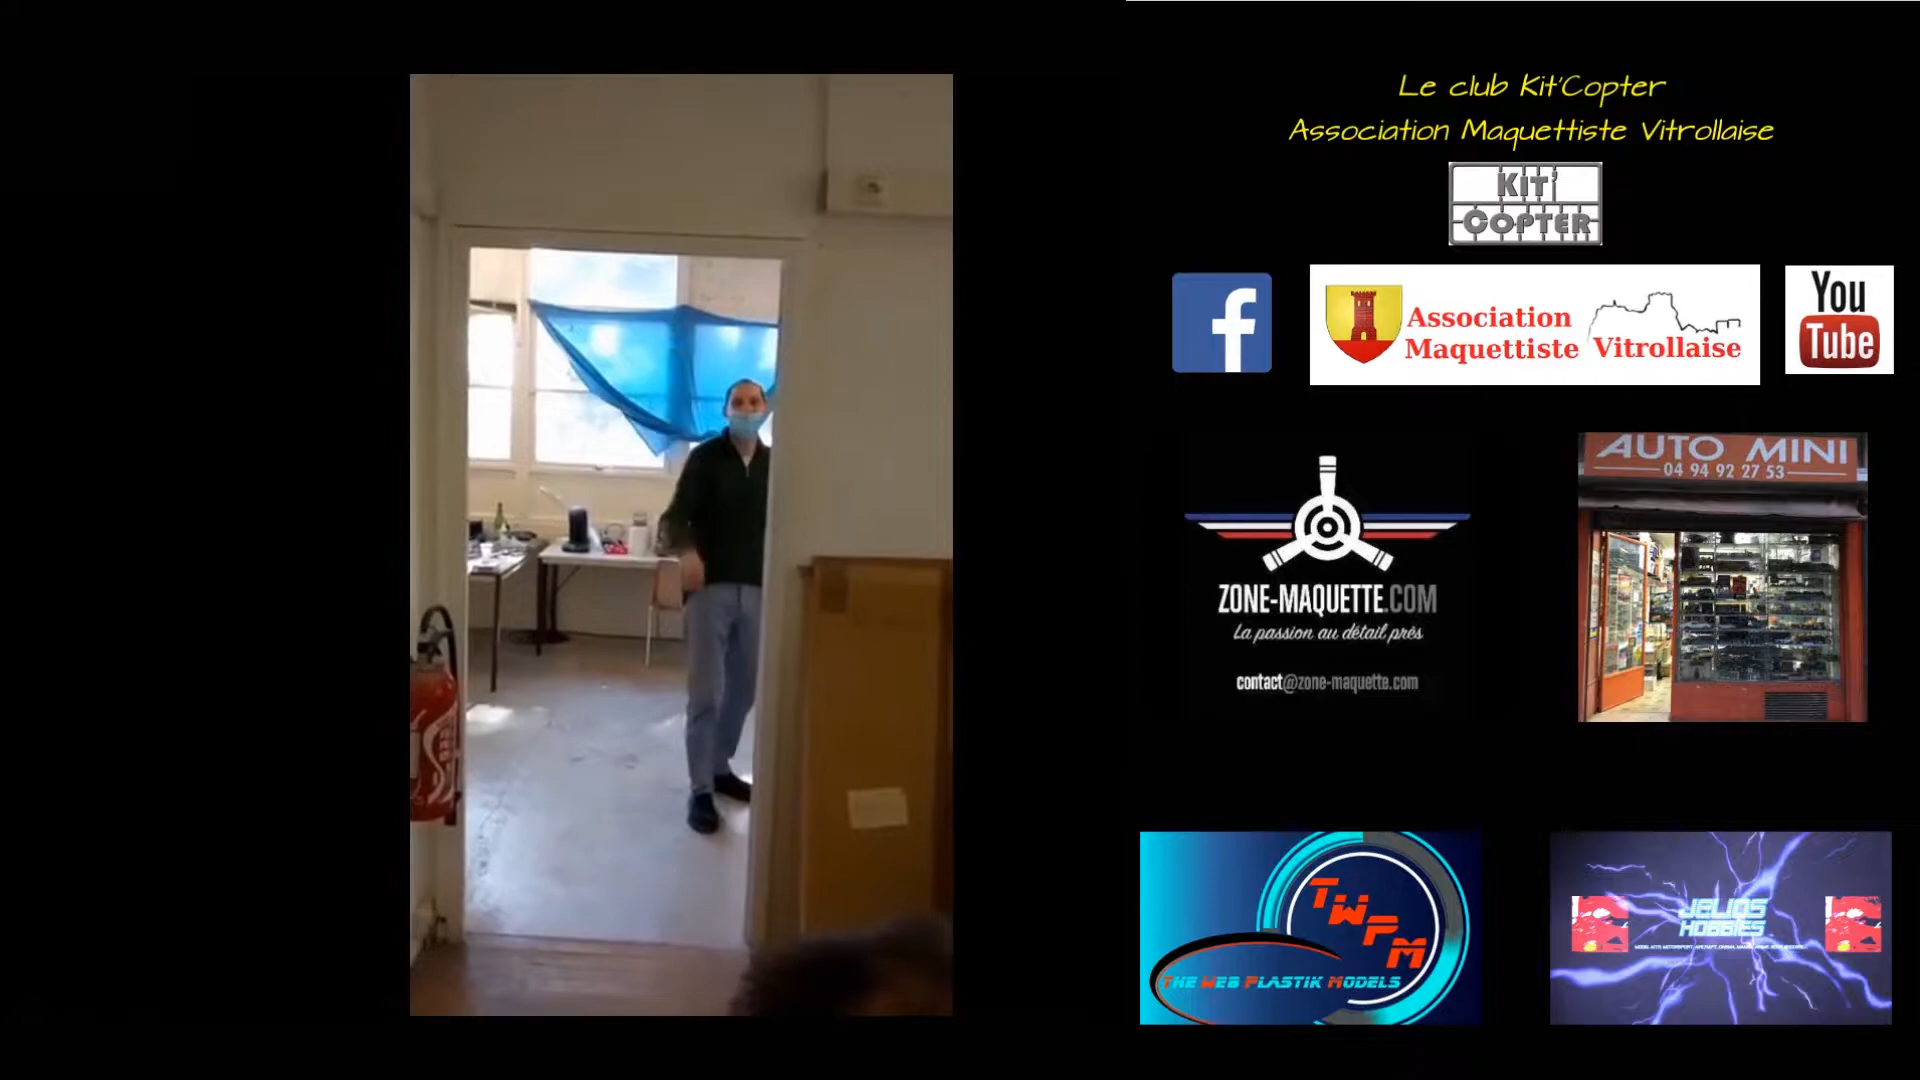 Le club Kit'Copter
Association Maquettiste Vitrollaise
KIT'
COPTER
f
Association
Maquettiste Vitrollaise
You
Tube
AUTO MINI
04 94 92 27 53
ZONE-MAQUETTE.COM
La passion au détail près
contact@zone-maquette.com
TWPM
THE WEB PLASTIK MODELS
JELIOS
HOBBIES